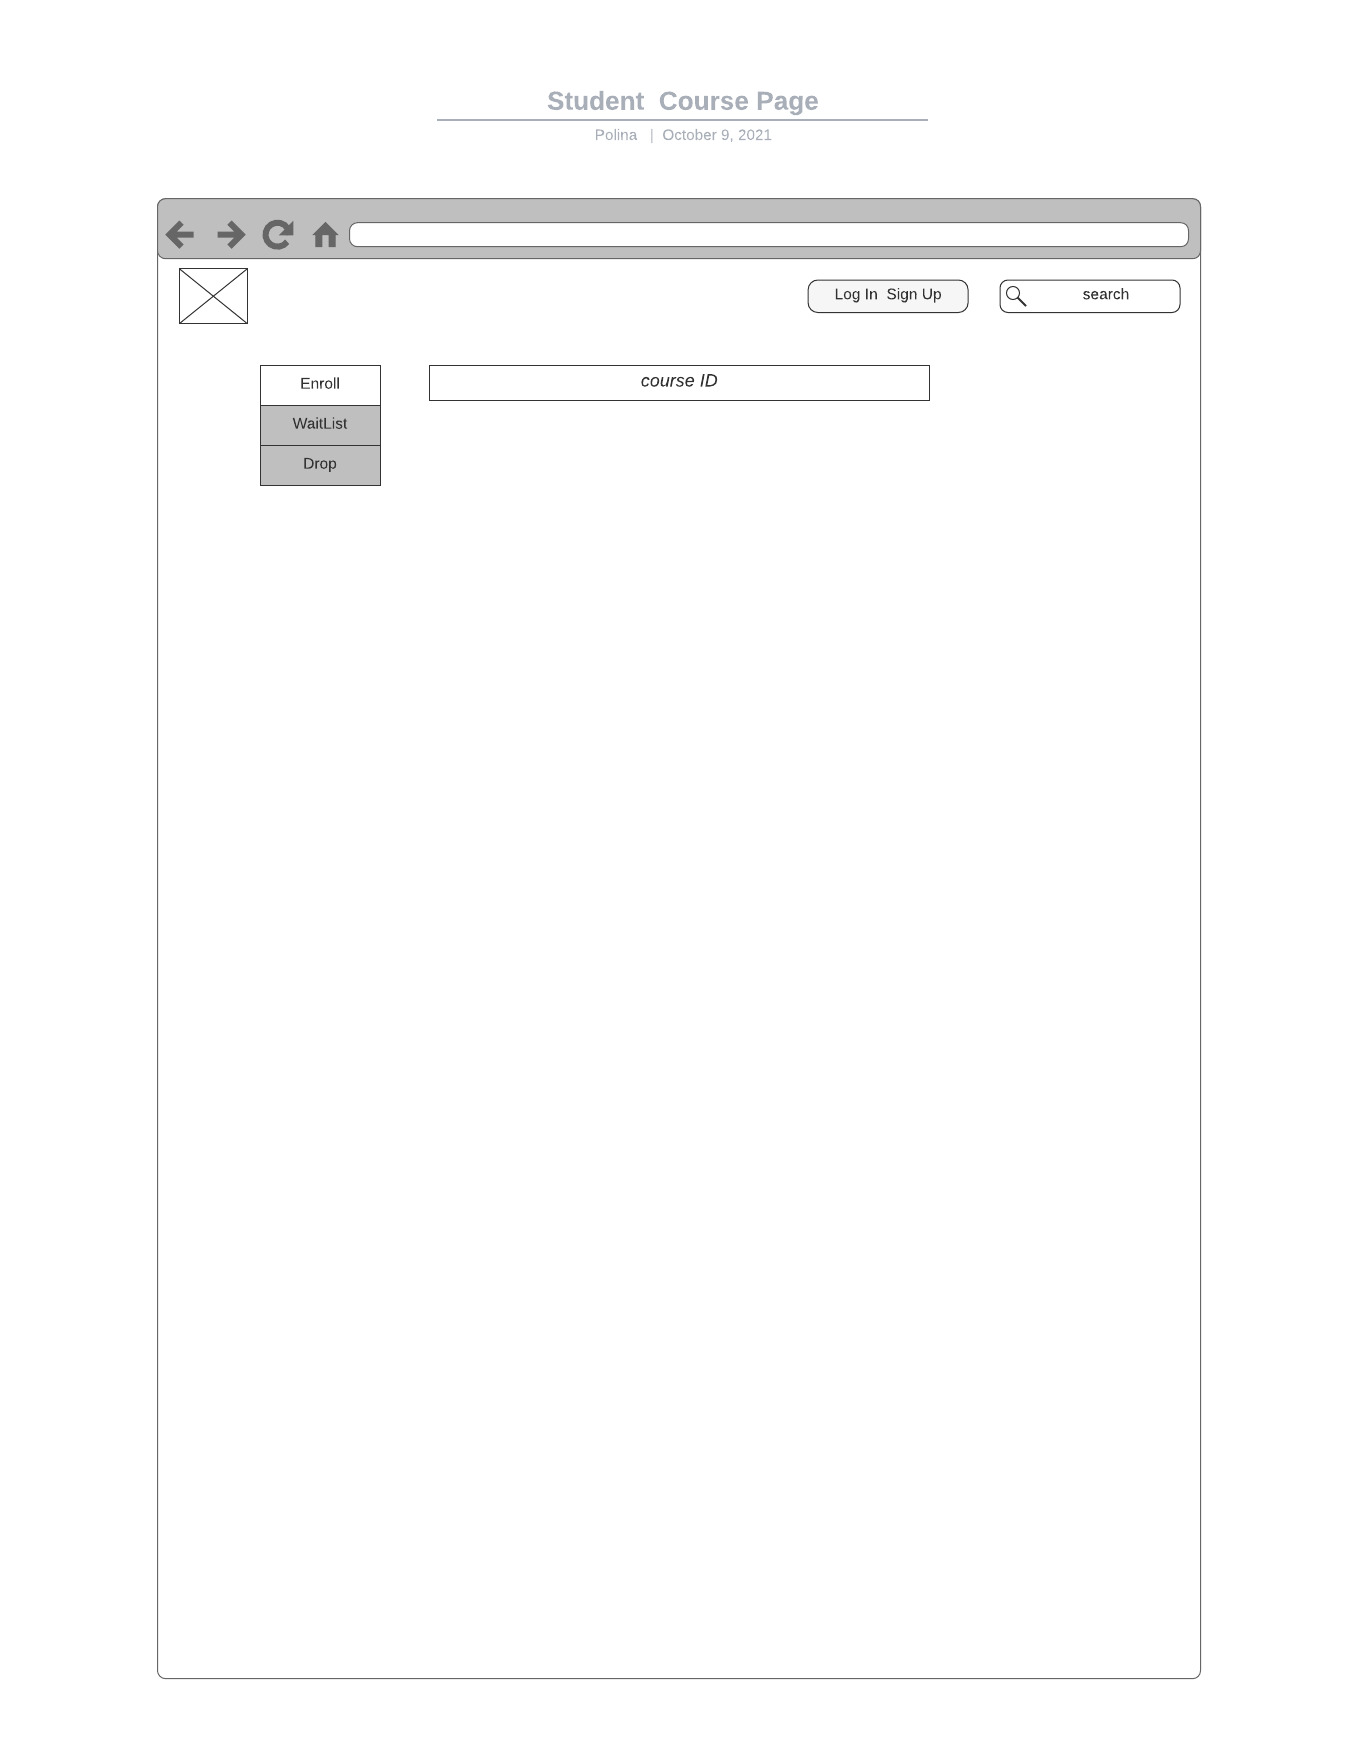 Student  Course Page
Polina | October 9, 2021
Log In  Sign Up
search
Enroll
course ID
WaitList
Drop